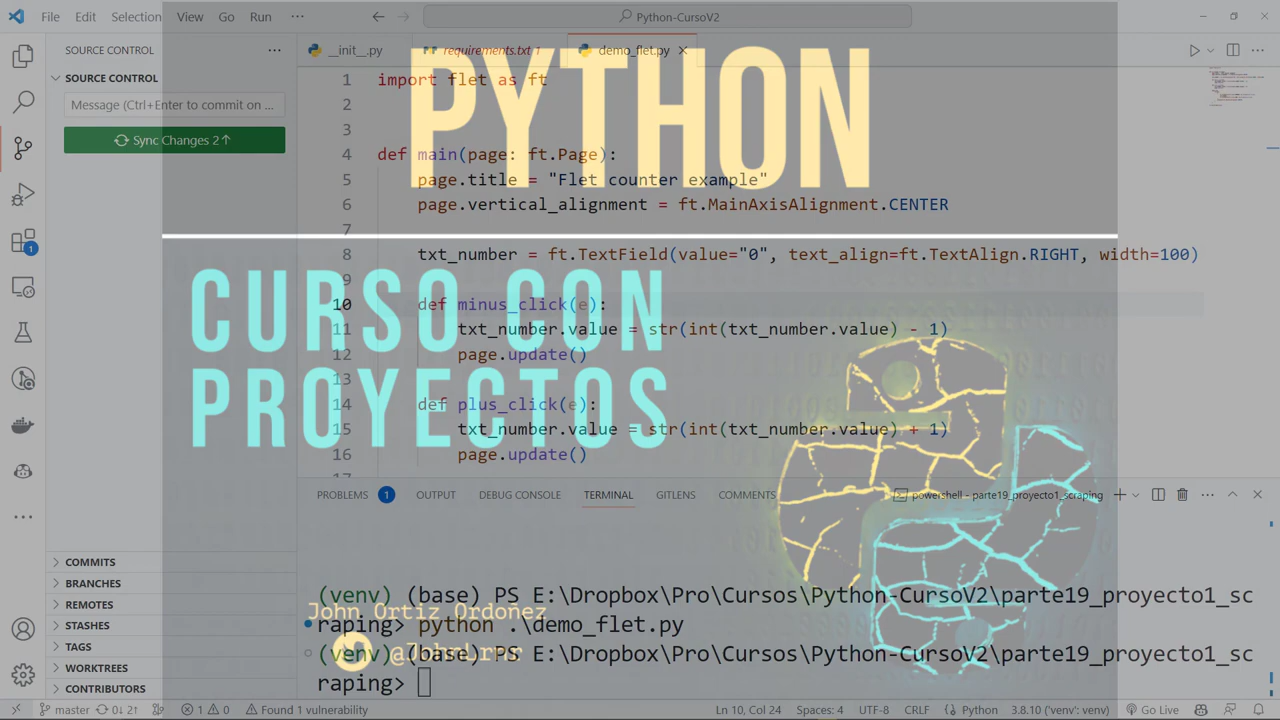 File Edit Selection View Go Run ··· Python-CursoV2
SOURCE CONTROL ···
__init__.py requirements.txt 1 demo_flet.py
SOURCE CONTROL
Message (Ctrl+Enter to commit on ...
Sync Changes 2↑
PYTHON
CURSO CON
PROYECTOS
1 import flet as ft
2
3
4 def main(page: ft.Page):
5 page.title = "Flet counter example"
6 page.vertical_alignment = ft.MainAxisAlignment.CENTER
7
8 txt_number = ft.TextField(value="0", text_align=ft.TextAlign.RIGHT, width=100)
9
10 def minus_click(e):
11 txt_number.value = str(int(txt_number.value) - 1)
12 page.update()
13
14 def plus_click(e):
15 txt_number.value = str(int(txt_number.value) + 1)
16 page.update()
17
1
PROBLEMS 1 OUTPUT DEBUG CONSOLE TERMINAL GITLENS COMMENTS powershell - parte19_proyecto1_scraping
(venv) (base) PS E:\Dropbox\Pro\Cursos\Python-CursoV2\parte19_proyecto1_sc
raping> python .\demo_flet.py
(venv) (base) PS E:\Dropbox\Pro\Cursos\Python-CursoV2\parte19_proyecto1_sc
raping>
John Ortiz Ordoñez
@JohnLrnr
COMMITS
BRANCHES
REMOTES
STASHES
TAGS
WORKTREES
CONTRIBUTORS
master 0↓ 2↑ 1 0 Found 1 vulnerability Ln 10, Col 24 Spaces: 4 UTF-8 CRLF Python 3.8.10 ('venv': venv) Go Live